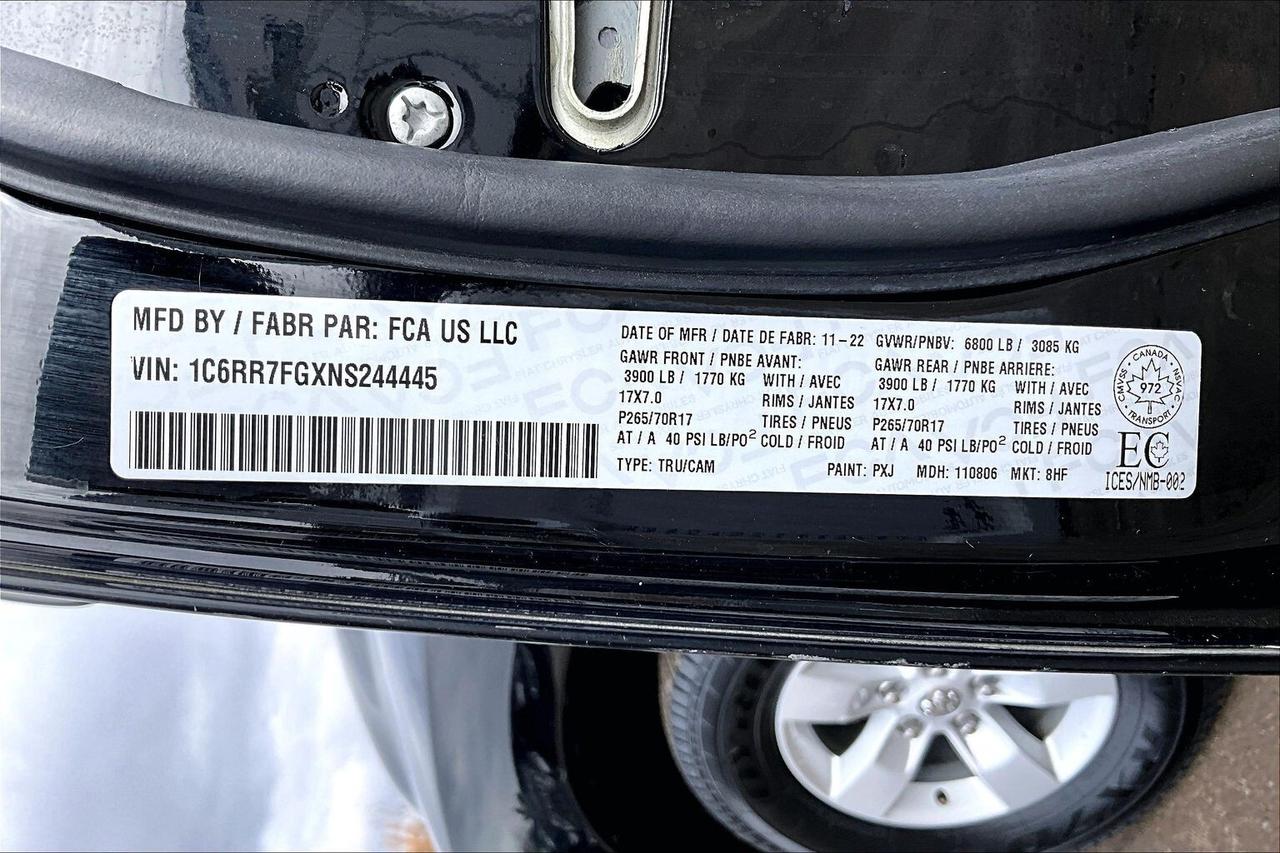 MFD BY / FABR PAR: FCA US LLC
VIN: 1C6RR7FGXNS244445
DATE OF MFR / DATE DE FABR: 11-22 GVWR/PNBV: 6800 LB / 3085 KG
GAWR FRONT / PNBE AVANT:
3900 LB / 1770 KG WITH / AVEC
17X7.0 RIMS / JANTES
P265/70R17 TIRES / PNEUS
AT / A 40 PSI LB/PO² COLD / FROID
GAWR REAR / PNBE ARRIERE:
3900 LB / 1770 KG WITH / AVEC
17X7.0 RIMS / JANTES
P265/70R17 TIRES / PNEUS
AT / A 40 PSI LB/PO² COLD / FROID
TYPE: TRU/CAM PAINT: PXJ MDH: 110806 MKT: 8HF
CANADA
CMVSS NSVAC
972
TRANSPORT
EC
ICES/NMB-002